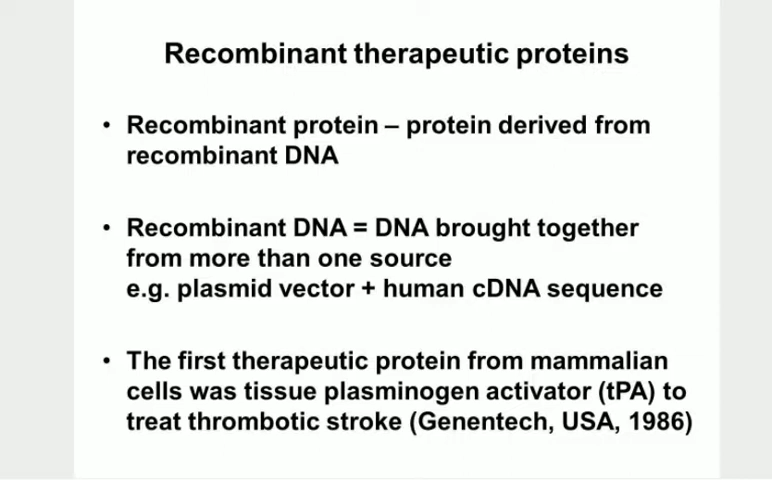 Recombinant therapeutic proteins
• Recombinant protein – protein derived from
recombinant DNA
• Recombinant DNA = DNA brought together
from more than one source
e.g. plasmid vector + human cDNA sequence
• The first therapeutic protein from mammalian
cells was tissue plasminogen activator (tPA) to
treat thrombotic stroke (Genentech, USA, 1986)